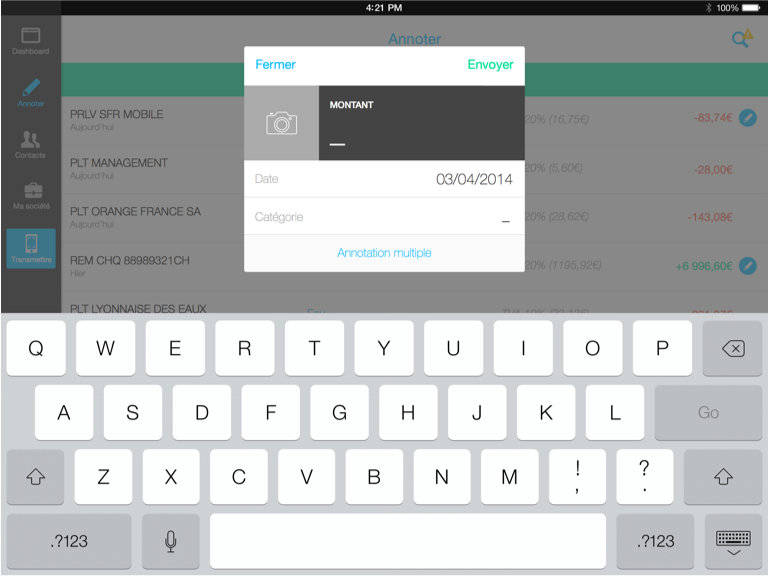 4:21 PM
100%
Dashboard
Annoter
Contacts
Ma société
Transmettre
Annoter
Fermer
Envoyer
MONTANT
Date
03/04/2014
Catégorie
Annotation multiple
PRLV SFR MOBILE
Aujourd'hui
20% (16,75€)
-83,74€
PLT MANAGEMENT
Aujourd'hui
20% (5,60€)
-28,00€
PLT ORANGE FRANCE SA
Aujourd'hui
20% (28,62€)
-143,08€
REM CHQ 88989321CH
Hier
20% (1195,92€)
+6 996,60€
PLT LYONNAISE DES EAUX
Q W E R T Y U I O P
A S D F G H J K L Go
Z X C V B N M ! , ? .
.?123 .?123